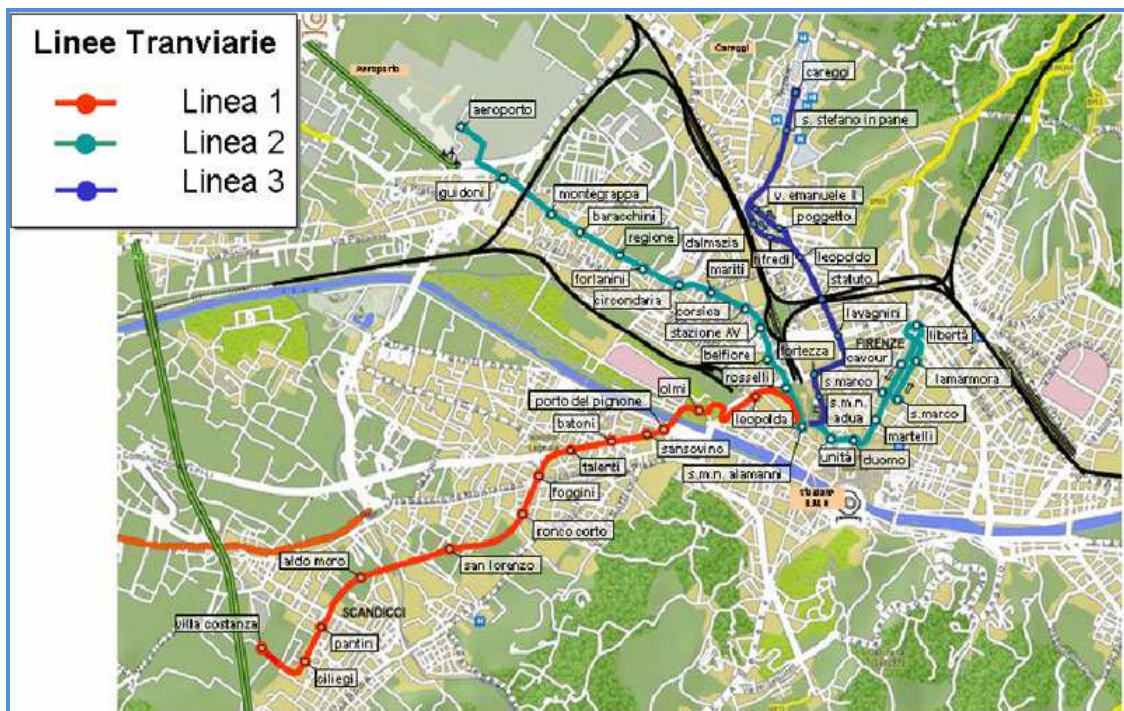 Linee Tranviarie
Linea 1
Linea 2
Linea 3
Aeroporto
Careggi
careggi
aeroporto
s. stefano in pane
guidoni
montegrappa
v. emanuele II
baracchini
poggetto
regione
dalmazia
rifredi
leopoldo
forlanini
mariti
statuto
circondaria
corsica
lavagnini
stazione AV
FIRENZE
libertà
belfiore
fortezza
cavour
rosselli
s.marco
lamarmora
olmi
porto del pignone
leopolda
s.m.n. adua
s.marco
batoni
sansovino
martelli
talenti
s.m.n. alamanni
unità
duomo
foggini
ronco corto
aldo moro
san lorenzo
SCANDICCI
villa costanza
pantin
ciliegi